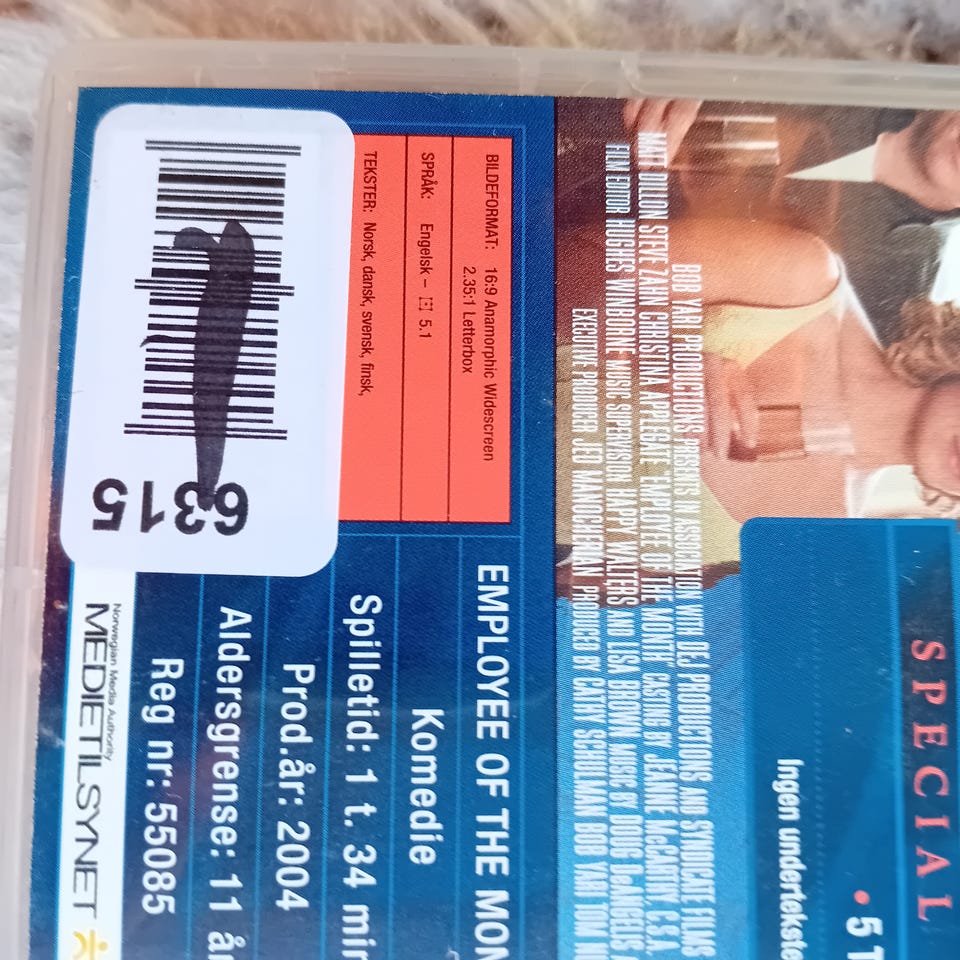 SPECIAL
• 5 1
Ingen undertekste
BOB YARI PRODUCTIONS PRESENTS IN ASSOCIATION WITH DEJ PRODUCTIONS AND SYNDICATE FILMS
MATT DILLON STEVE ZAHN CHRISTINA APPLEGATE 'EMPLOYEE OF THE MONTH' CASTING BY JEANNE McCARTHY, C.S.A.
FILM EDITOR HUGHES WINBORNE MUSIC SUPERVISION HAPPY WALTERS AND LISA BROWN MUSIC BY DOUG DeANGELIS
EXECUTIVE PRODUCER JED MANOCHERIAN PRODUCED BY CATHY SCHULMAN BOB YARI TOM
BILDEFORMAT: 16:9 Anamorphic Widescreen
2.35:1 Letterbox
SPRÅK: Engelsk – 5.1
TEKSTER: Norsk, dansk, svensk, finsk,
EMPLOYEE OF THE MON
Komedie
Spilletid: 1 t. 34 min
Prod.år: 2004
Aldersgrense: 11 år
Reg nr: 55085
Norwegian Media Authority
MEDIETILSYNET
6315